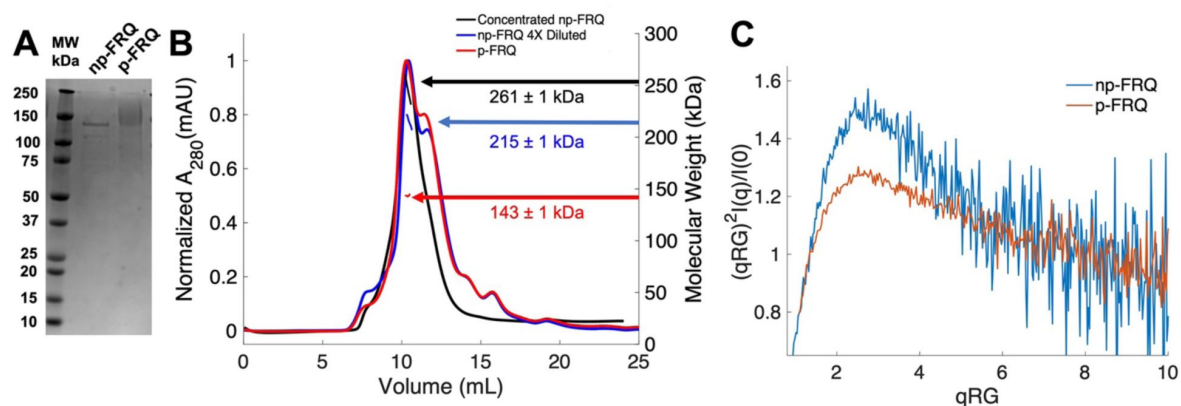 A
MW
kDa
np-FRQ
p-FRQ
250
150
100
75
50
37
25
20
15
10
B
Concentrated np-FRQ
np-FRQ 4X Diluted
p-FRQ
Normalized A280(mAU)
1
0.8
0.6
0.4
0.2
0
261 ± 1 kDa
215 ± 1 kDa
143 ± 1 kDa
300
250
200
150
100
50
0
Molecular Weight (kDa)
0 5 10 15 20 25
Volume (mL)
C
np-FRQ
p-FRQ
(qRG)²I(q)/I(0)
1.6
1.4
1.2
1
0.8
2 4 6 8 10
qRG